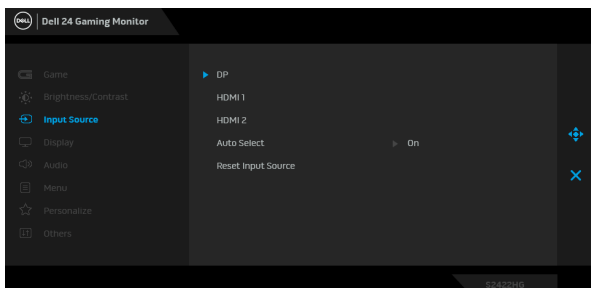 DELL Dell 24 Gaming Monitor
Game
DP
Brightness/Contrast
HDMI 1
Input Source
HDMI 2
Display
Auto Select On
Audio
Reset Input Source
Menu
Personalize
Others
S2422HG